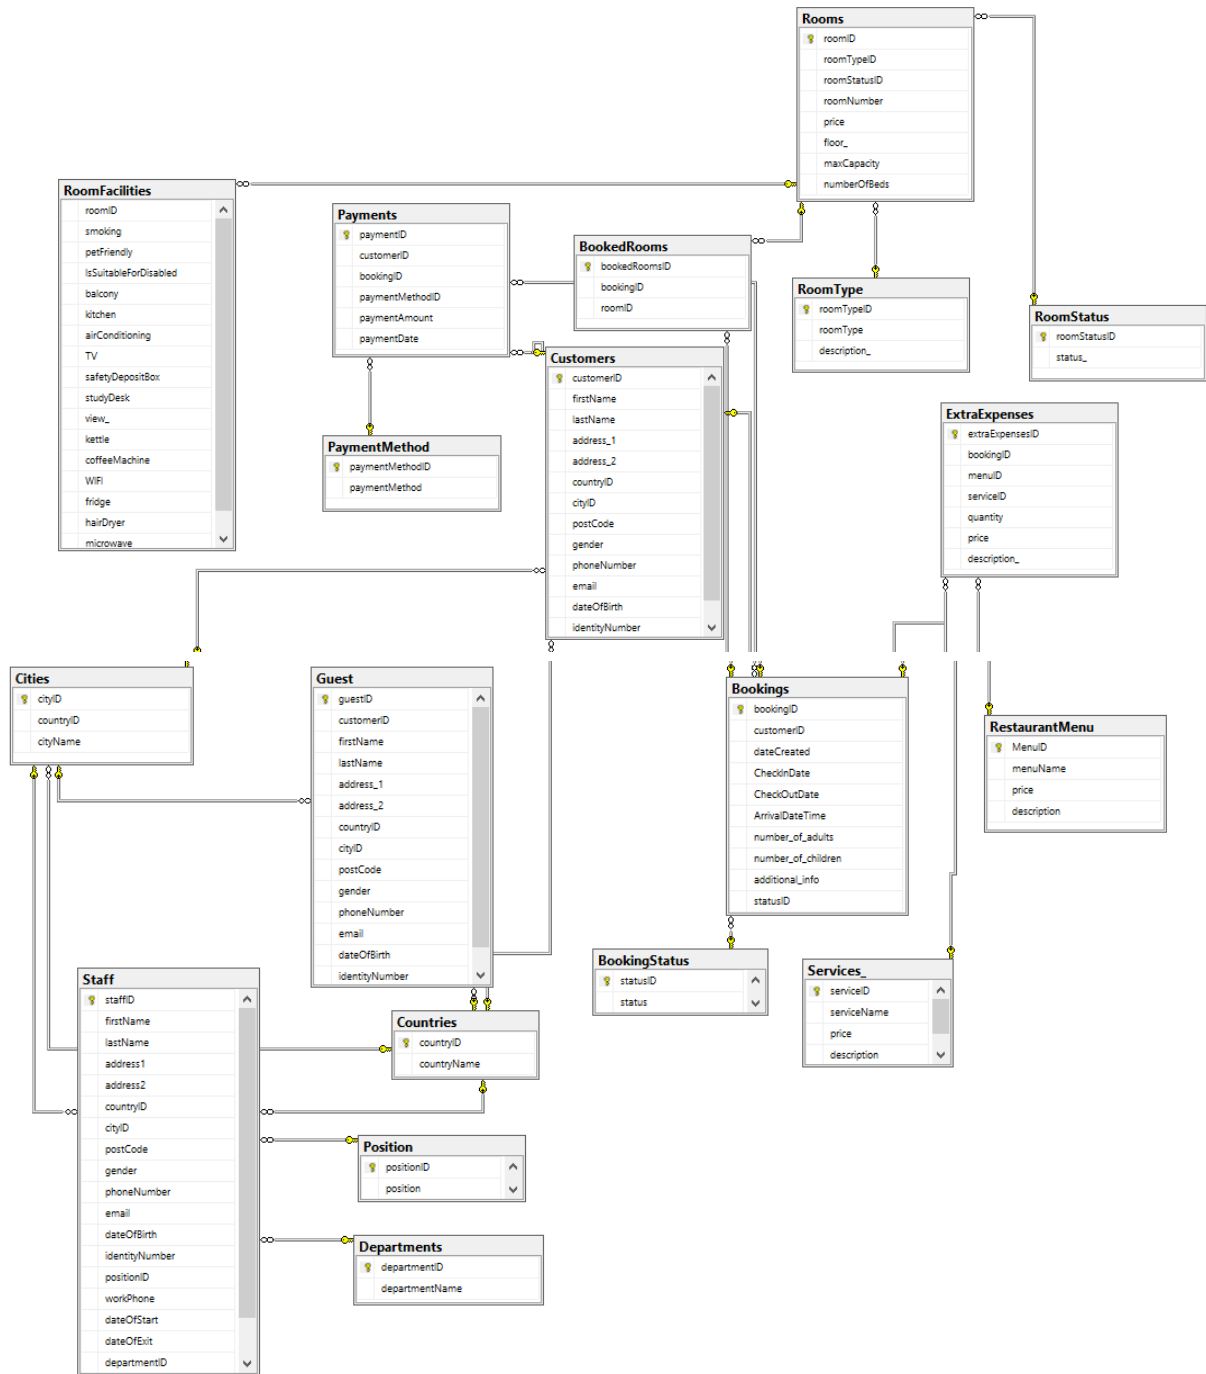 Rooms
roomID
roomTypeID
roomStatusID
roomNumber
price
floor_
maxCapacity
numberOfBeds
RoomFacilities
roomID
smoking
petFriendly
IsSuitableForDisabled
balcony
kitchen
airConditioning
TV
safetyDepositBox
studyDesk
view_
kettle
coffeeMachine
WIFI
fridge
hairDryer
microwave
Payments
paymentID
customerID
bookingID
paymentMethodID
paymentAmount
paymentDate
BookedRooms
bookedRoomsID
bookingID
roomID
RoomType
roomTypeID
roomType
description_
RoomStatus
roomStatusID
status_
Customers
customerID
firstName
lastName
address_1
address_2
countryID
cityID
postCode
gender
phoneNumber
email
dateOfBirth
identityNumber
PaymentMethod
paymentMethodID
paymentMethod
ExtraExpenses
extraExpensesID
bookingID
menuID
serviceID
quantity
price
description_
Cities
cityID
countryID
cityName
Guest
guestID
customerID
firstName
lastName
address_1
address_2
countryID
cityID
postCode
gender
phoneNumber
email
dateOfBirth
identityNumber
Bookings
bookingID
customerID
dateCreated
CheckInDate
CheckOutDate
ArrivalDateTime
number_of_adults
number_of_children
additional_info
statusID
RestaurantMenu
MenuID
menuName
price
description
BookingStatus
statusID
status
Services_
serviceID
serviceName
price
description
Staff
staffID
firstName
lastName
address1
address2
countryID
cityID
postCode
gender
phoneNumber
email
dateOfBirth
identityNumber
positionID
workPhone
dateOfStart
dateOfExit
departmentID
Countries
countryID
countryName
Position
positionID
position
Departments
departmentID
departmentName